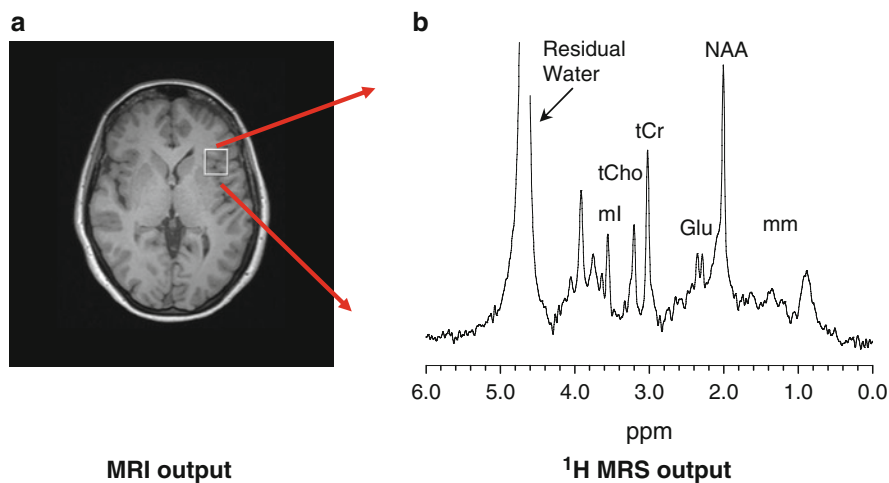 a
b
Residual
Water
NAA
tCr
tCho
mI
Glu
mm
6.0 5.0 4.0 3.0 2.0 1.0 0.0
ppm
MRI output
¹H MRS output